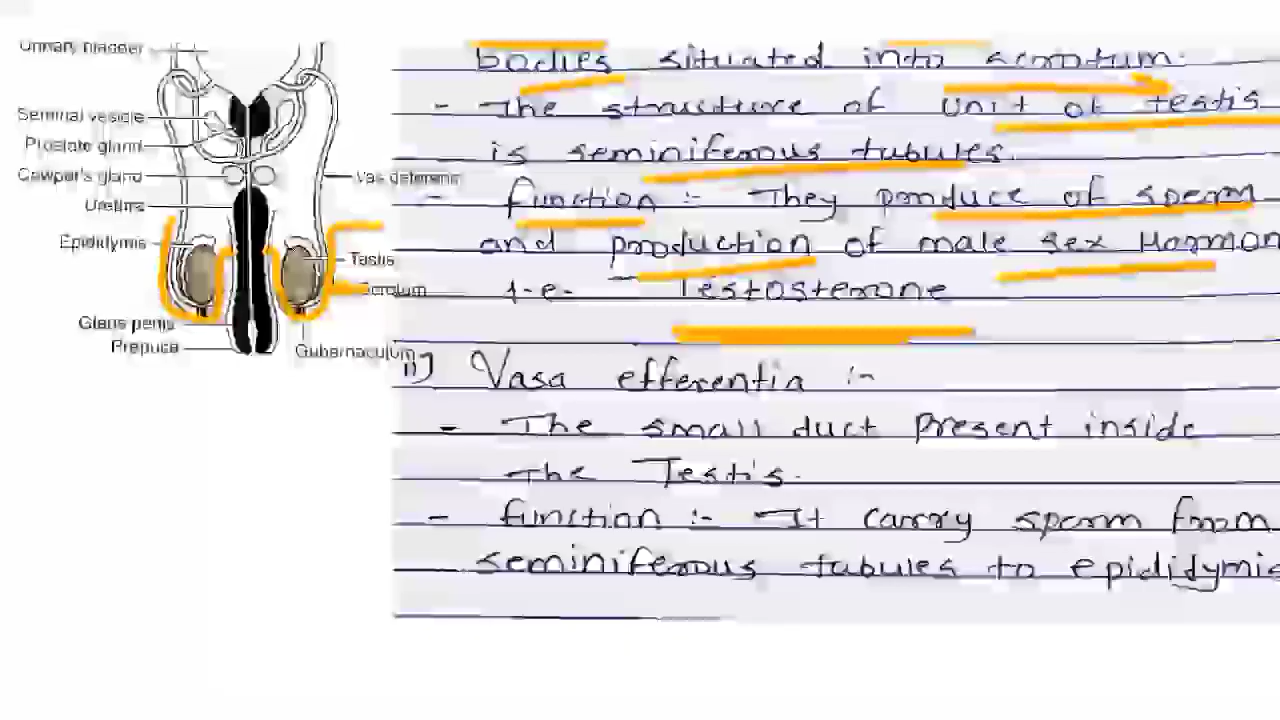 Urinary bladder
Seminal vesicle
Prostate gland
Cowper's gland
Vas deferens
Urethra
Epididymis
Testis
Scrotum
Glans penis
Prepuce
Gubernaculum
bodies situated into scrotum.
- The structure of unit of testis
is seminiferous tubules.
- function :- They produce of sperm
and production of male sex Hormon
i.e. Testosterone
ii) Vasa efferentia :-
- The small duct Present inside
The Testis.
- function :- It carry sperm from
seminiferous tubules to epididymis